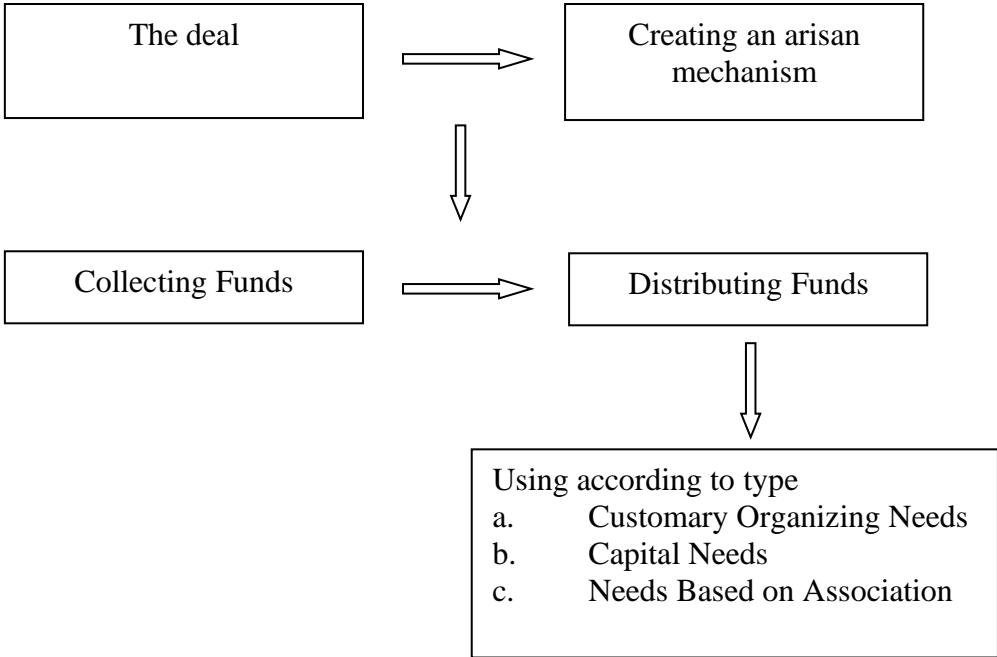 The deal
Creating an arisan
mechanism
Collecting Funds
Distributing Funds
Using according to type
a. Customary Organizing Needs
b. Capital Needs
c. Needs Based on Association